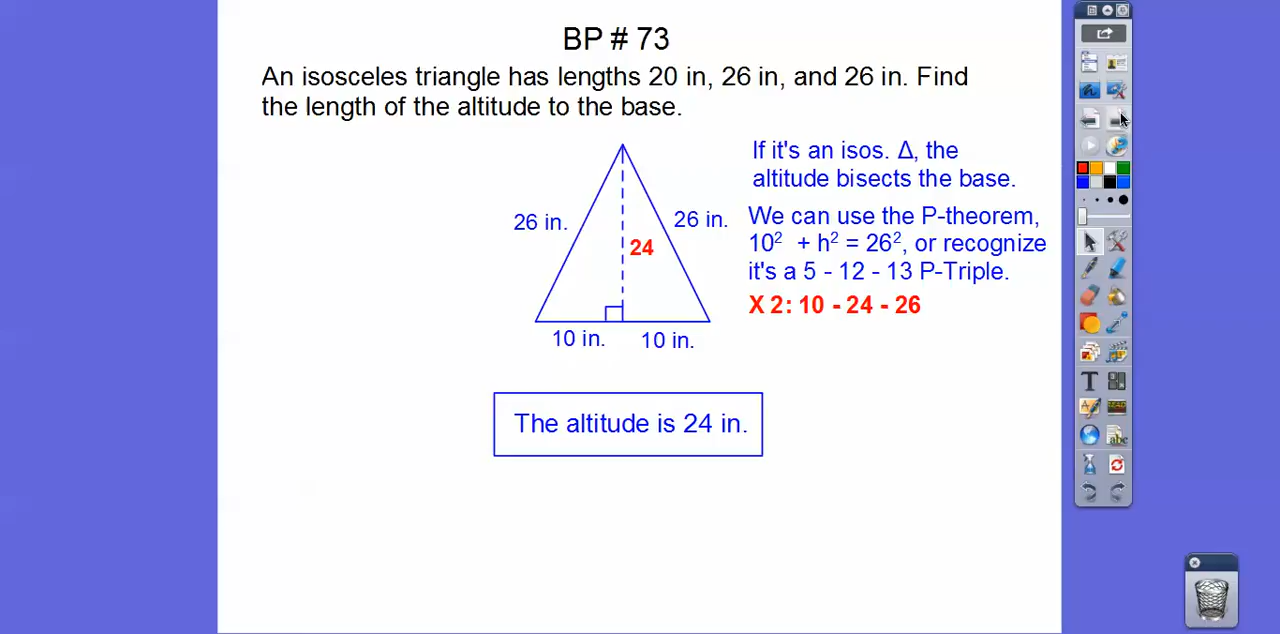 BP # 73
An isosceles triangle has lengths 20 in, 26 in, and 26 in. Find
the length of the altitude to the base.
If it's an isos. Δ, the
altitude bisects the base.
26 in.
26 in.
We can use the P-theorem,
10² + h² = 26², or recognize
24
it's a 5 - 12 - 13 P-Triple.
X 2: 10 - 24 - 26
10 in.
10 in.
The altitude is 24 in.
T
abc